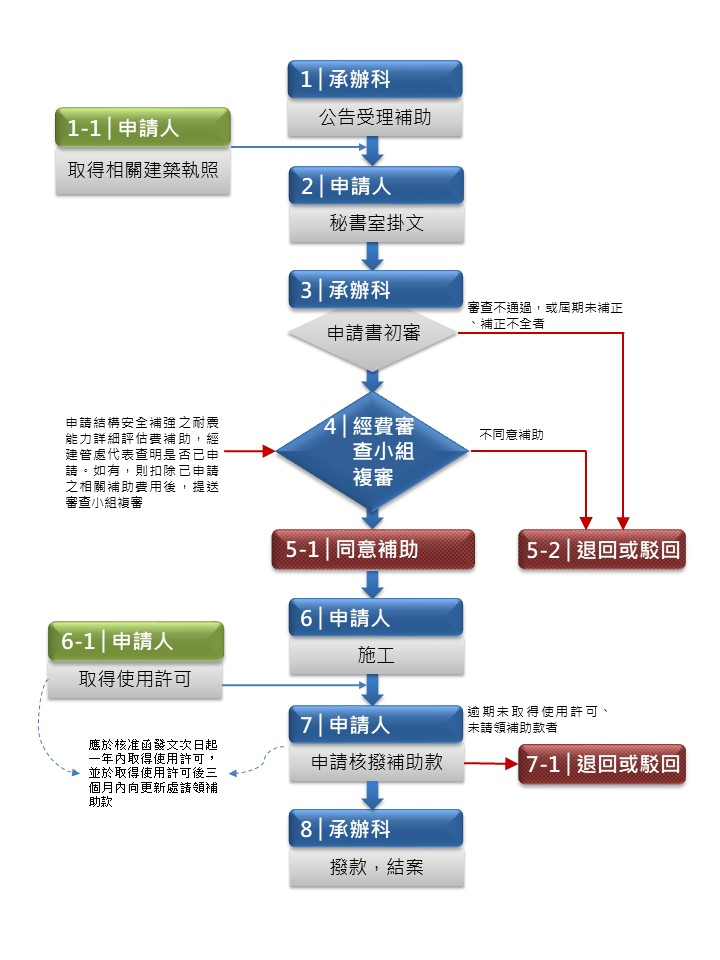 1│承辦科
公告受理補助
1-1│申請人
取得相關建築執照
2│申請人
秘書室掛文
3│承辦科
申請書初審
審查不通過，或屆期未補正
、補正不全者
4│經費審
查小組
複審
申請結構安全補強之耐震
能力詳細評估費補助，經
建管處代表查明是否已申
請。如有，則扣除已申請
之相關補助費用後，提送
審查小組複審
不同意補助
5-1│同意補助
5-2│退回或駁回
6│申請人
施工
6-1│申請人
取得使用許可
7│申請人
申請核撥補助款
逾期未取得使用許可、
未請領補助款者
7-1│退回或駁回
應於核准函發文次日起
一年內取得使用許可，
並於取得使用許可後三
個月內向更新處請領補
助款
8│承辦科
撥款，結案